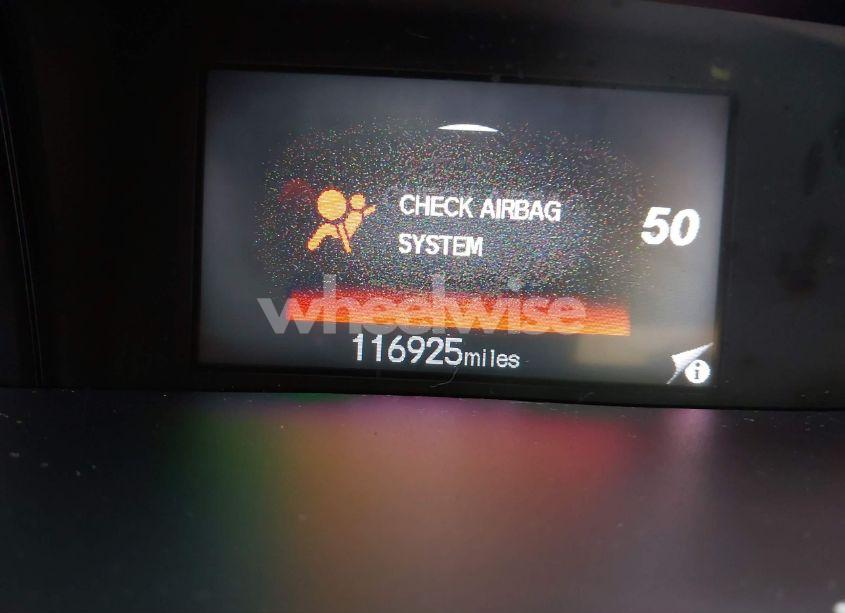 CHECK AIRBAG
SYSTEM
50
wheelwise
116925miles
i